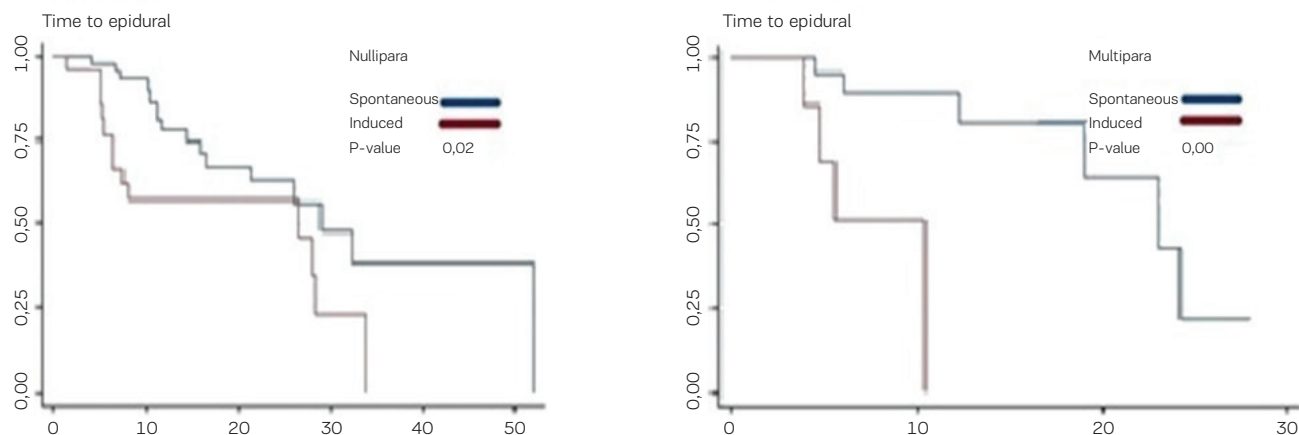 Time to epidural
Nullipara
Spontaneous
Induced
P-value 0,02
1,00
0,75
0,50
0,25
0,00
0 10 20 30 40 50
Time to epidural
Multipara
Spontaneous
Induced
P-value 0,00
1,00
0,75
0,50
0,25
0,00
0 10 20 30